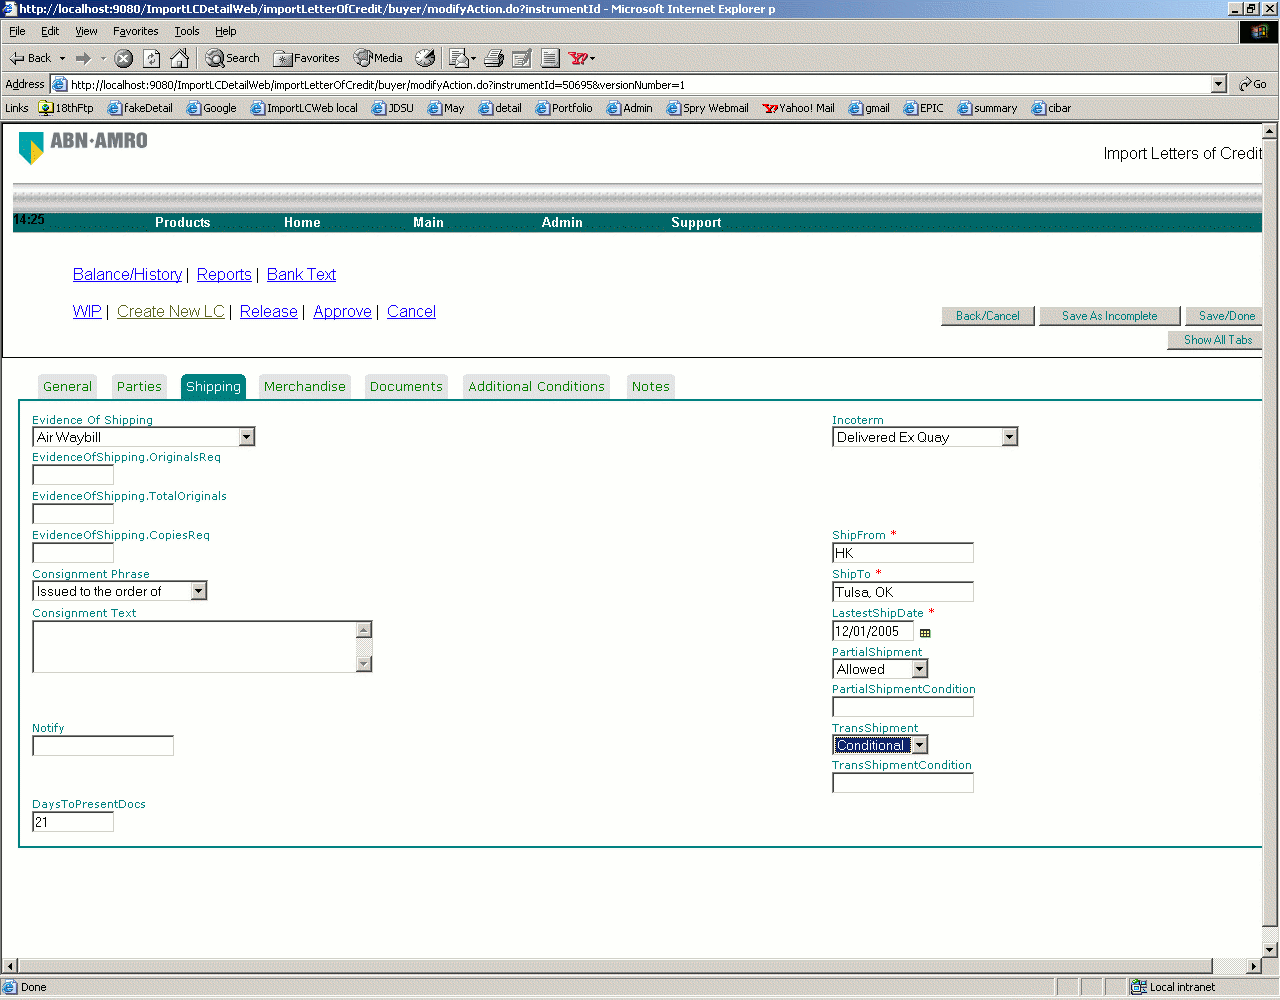 http://localhost:9080/ImportLCDetailWeb/importLetterOfCredit/buyer/modifyAction.do?instrumentId - Microsoft Internet Explorer p
File Edit View Favorites Tools Help
Back Search Favorites Media
Address http://localhost:9080/ImportLCDetailWeb/importLetterOfCredit/buyer/modifyAction.do?instrumentId=50695&versionNumber=1 Go
Links 18thFtp fakeDetail Google ImportLCWeb local JDSU May detail Portfolio Admin Spry Webmail Yahoo! Mail gmail EPIC summary cibar
ABN·AMRO
Import Letters of Credit
14:25 Products Home Main Admin Support
Balance/History | Reports | Bank Text
WIP | Create New LC | Release | Approve | Cancel
Back/Cancel Save As Incomplete Save/Done
Show All Tabs
General Parties Shipping Merchandise Documents Additional Conditions Notes
Evidence Of Shipping Incoterm
Air Waybill Delivered Ex Quay
EvidenceOfShipping.OriginalsReq
EvidenceOfShipping.TotalOriginals
EvidenceOfShipping.CopiesReq ShipFrom *
HK
Consignment Phrase ShipTo *
Issued to the order of Tulsa, OK
Consignment Text LastestShipDate *
12/01/2005
PartialShipment
Allowed
PartialShipmentCondition
Notify TransShipment
Conditional
TransShipmentCondition
DaysToPresentDocs
21
Done Local intranet